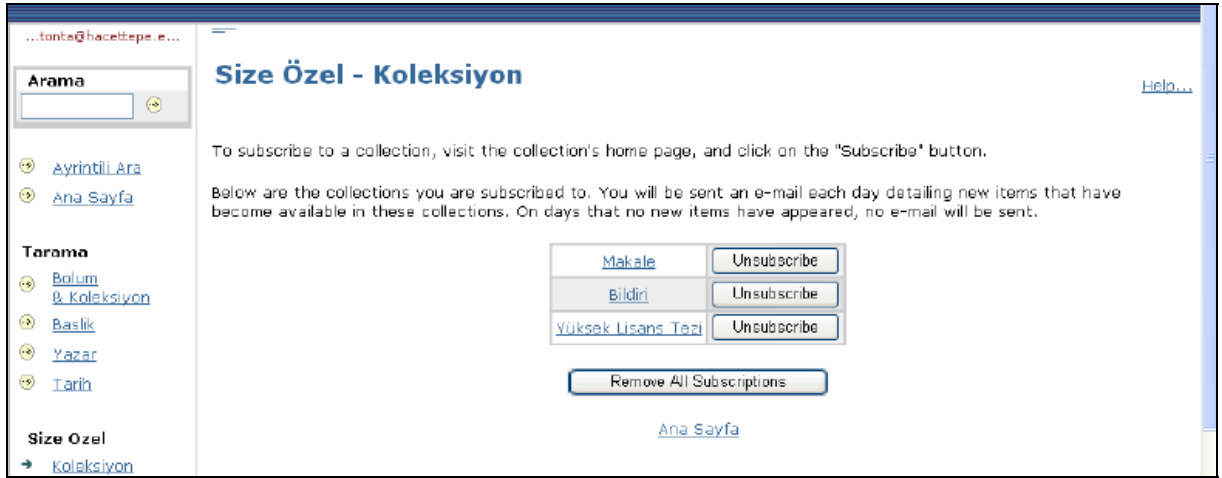 ...tonta@hacettepe.e...
Arama
Ayrintili Ara
Ana Sayfa
Tarama
Bolum
& Koleksiyon
Baslik
Yazar
Tarih
Size Ozel
Koleksiyon
Size Özel - Koleksiyon
Help...
To subscribe to a collection, visit the collection's home page, and click on the "Subscribe" button.
Below are the collections you are subscribed to. You will be sent an e-mail each day detailing new items that have
become available in these collections. On days that no new items have appeared, no e-mail will be sent.
Makale Unsubscribe
Bildiri Unsubscribe
Yüksek Lisans Tezi Unsubscribe
Remove All Subscriptions
Ana Sayfa